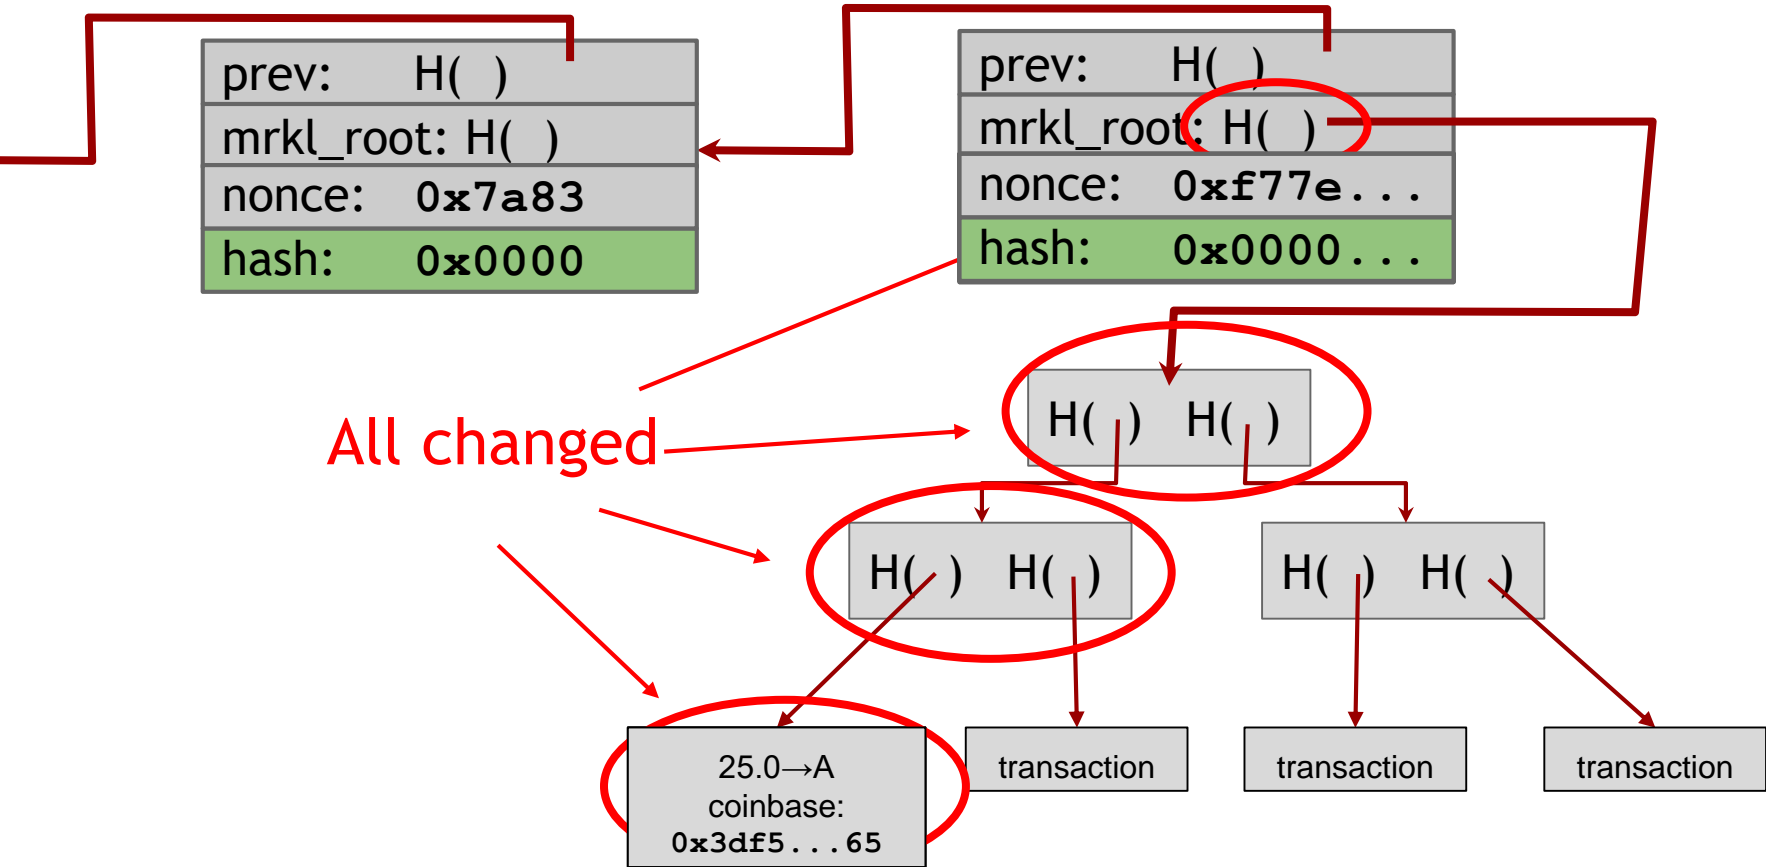 prev: H( )
mrkl_root: H( )
nonce: 0x7a83
hash: 0x0000
prev: H( )
mrkl_root: H( )
nonce: 0xf77e...
hash: 0x0000...
All changed
H( ) H( )
H( ) H( )
H( ) H( )
25.0→A
coinbase:
0x3df5...65
transaction
transaction
transaction